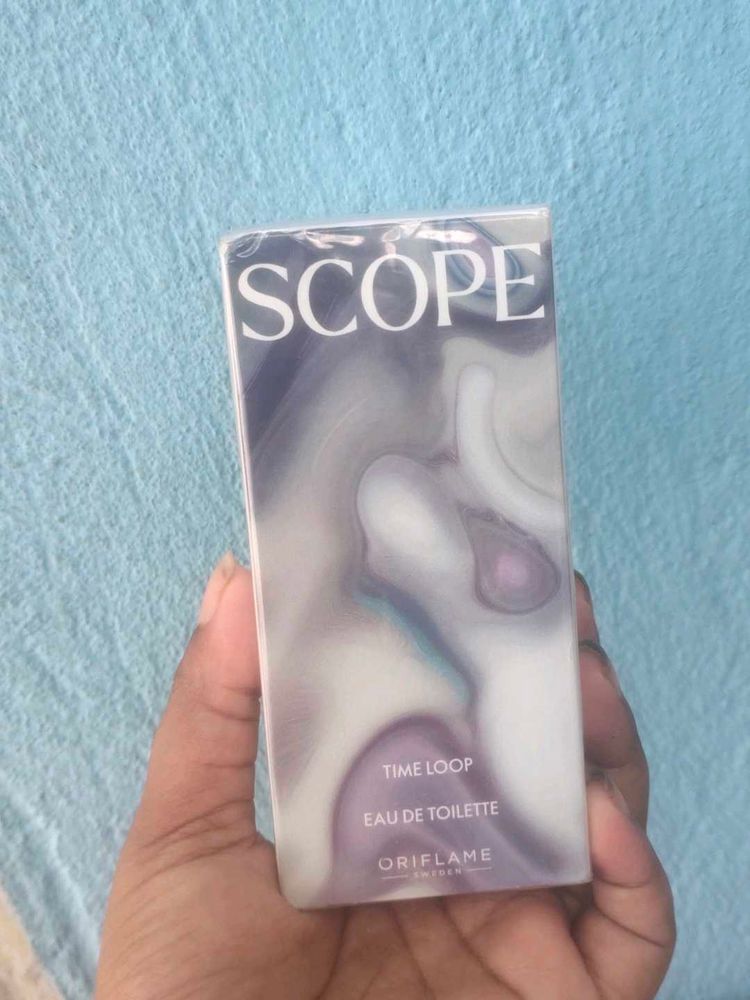 SCOPE
TIME LOOP
EAU DE TOILETTE
ORIFLAME
SWEDEN